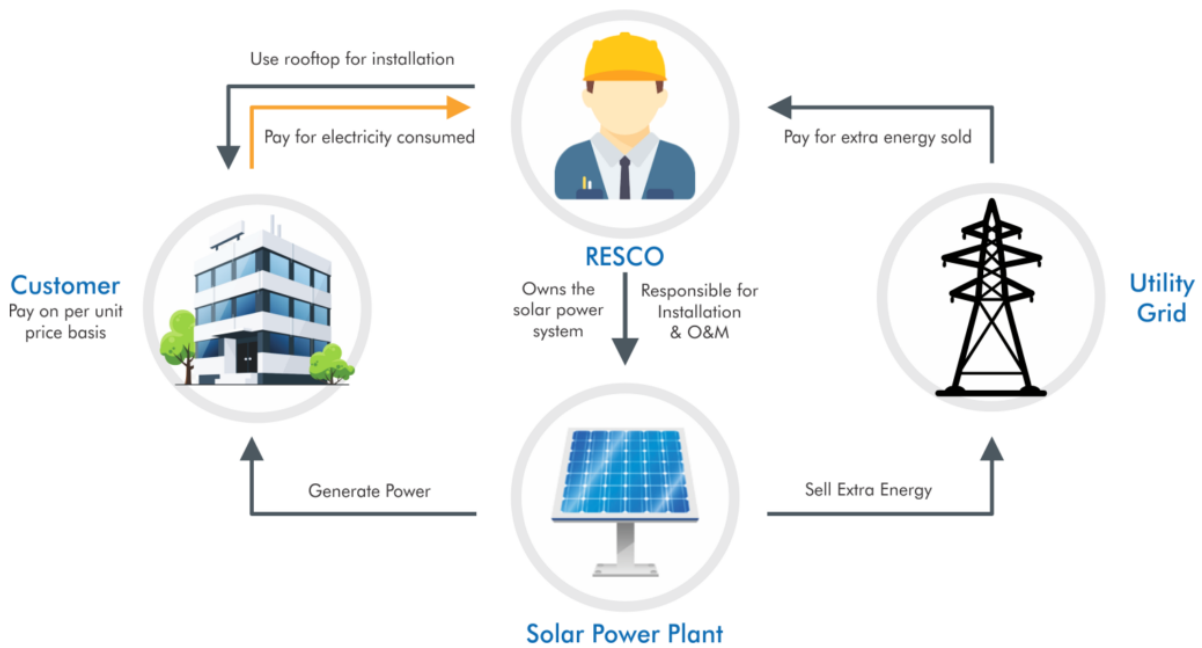 Use rooftop for installation
Pay for electricity consumed
Pay for extra energy sold
RESCO
Customer
Pay on per unit
price basis
Owns the
solar power
system
Responsible for
Installation
& O&M
Utility
Grid
Generate Power
Sell Extra Energy
Solar Power Plant